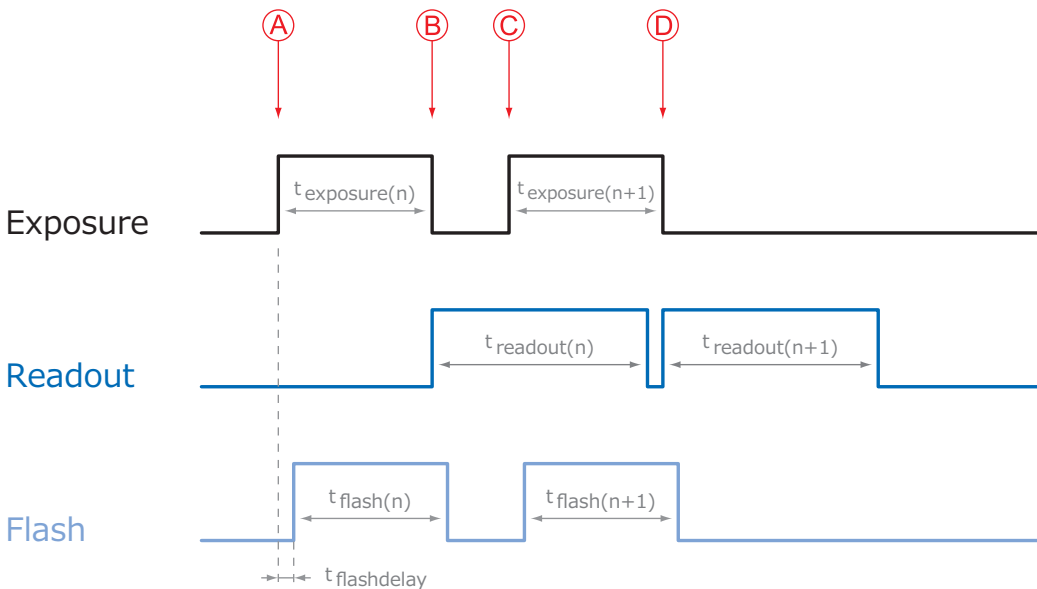 A B C D
Exposure
t exposure(n)
t exposure(n+1)
Readout
t readout(n)
t readout(n+1)
Flash
t flash(n)
t flash(n+1)
t flashdelay